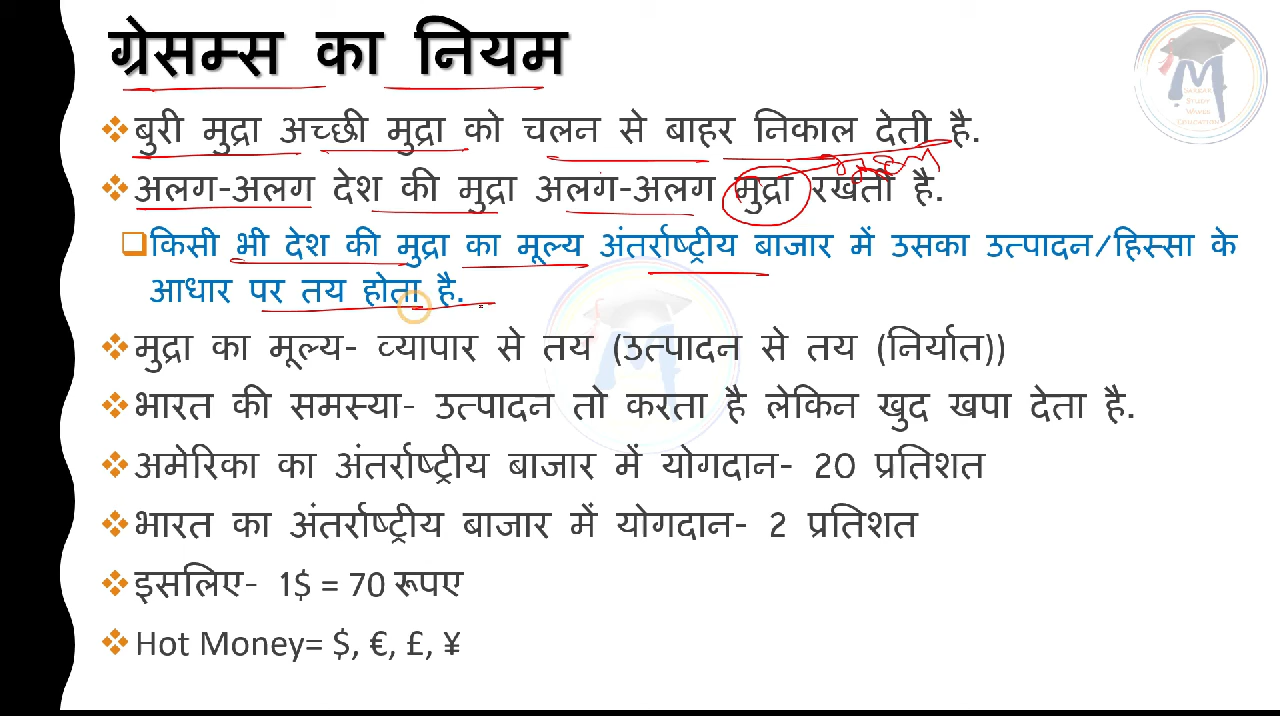 ग्रेसम्स का नियम
❖बुरी मुद्रा अच्छी मुद्रा को चलन से बाहर निकाल देती है.
❖अलग-अलग देश की मुद्रा अलग-अलग मुद्रा रखती है.
❑किसी भी देश की मुद्रा का मूल्य अंतर्राष्ट्रीय बाजार में उसका उत्पादन/हिस्सा के
आधार पर तय होता है.
❖मुद्रा का मूल्य- व्यापार से तय (उत्पादन से तय (निर्यात))
❖भारत की समस्या- उत्पादन तो करता है लेकिन खुद खपा देता है.
❖अमेरिका का अंतर्राष्ट्रीय बाजार में योगदान- 20 प्रतिशत
❖भारत का अंतर्राष्ट्रीय बाजार में योगदान- 2 प्रतिशत
❖इसलिए- 1$ = 70 रूपए
❖Hot Money= $, €, £, ¥